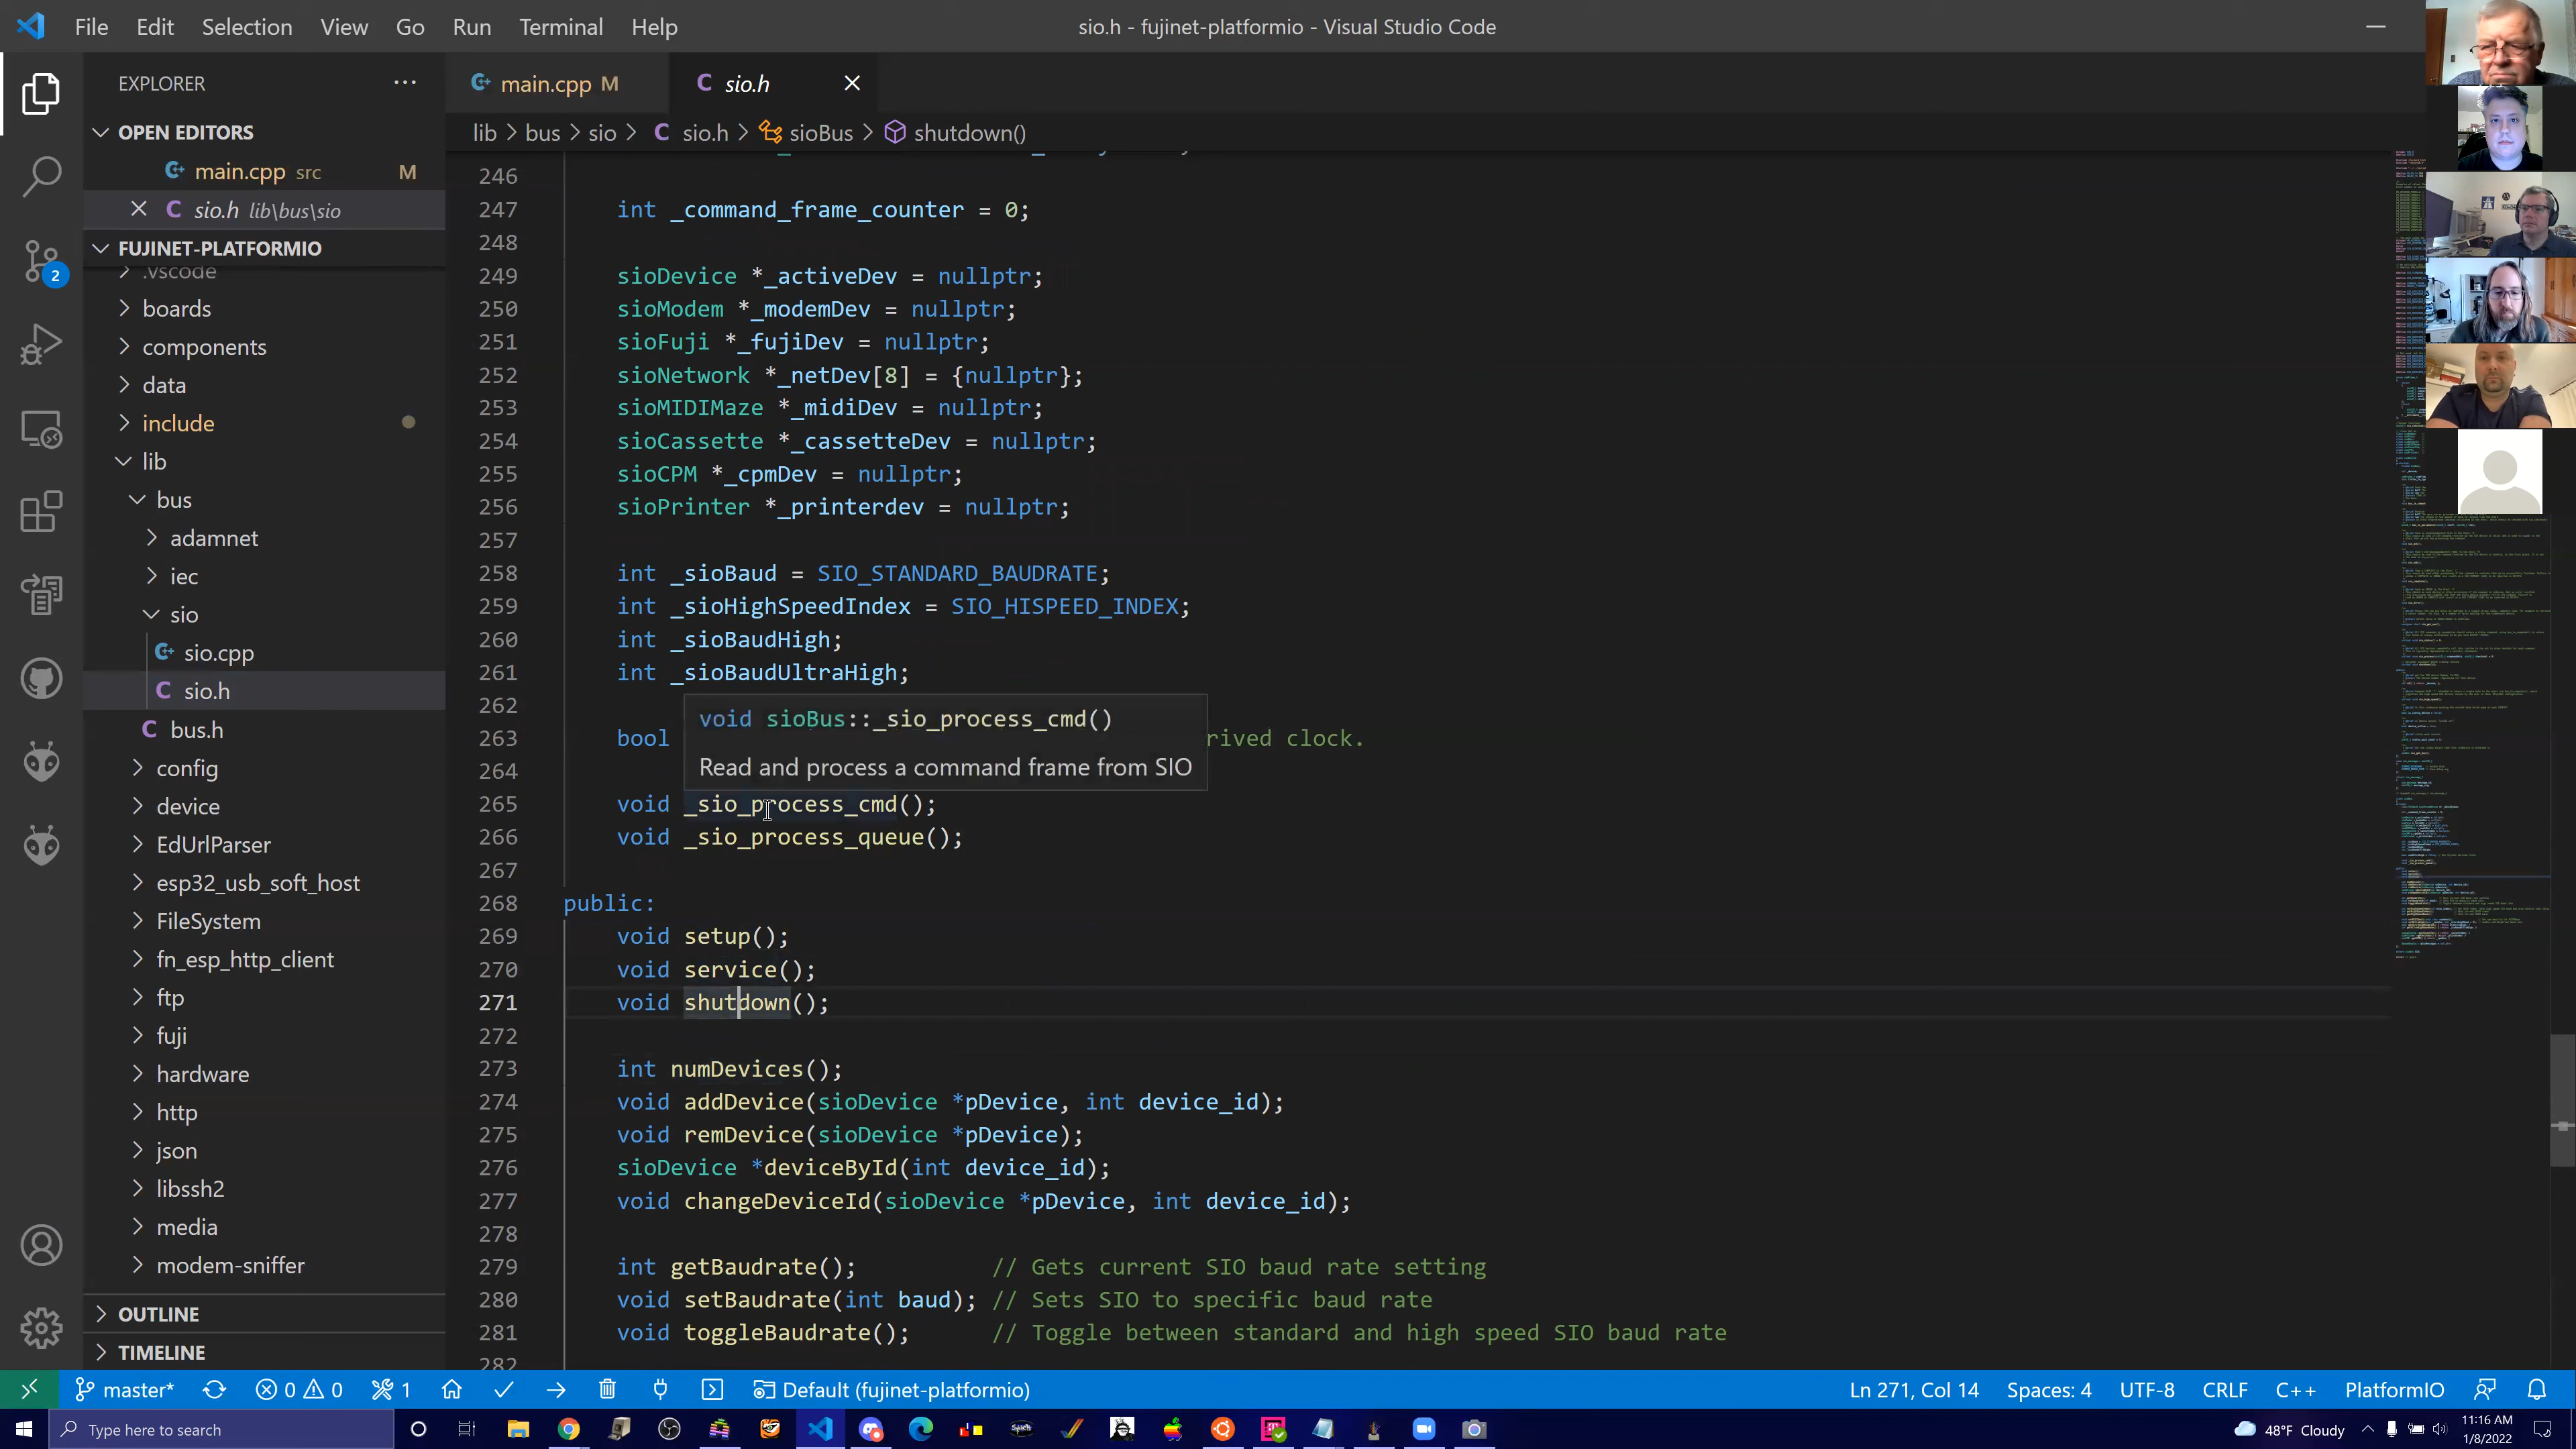 File Edit Selection View Go Run Terminal Help
sio.h - fujinet-platformio - Visual Studio Code
EXPLORER
OPEN EDITORS
main.cpp src M
sio.h lib\bus\sio
FUJINET-PLATFORMIO
.vscode
boards
components
data
include
lib
bus
adamnet
iec
sio
sio.cpp
sio.h
bus.h
config
device
EdUrlParser
esp32_usb_soft_host
FileSystem
fn_esp_http_client
ftp
fuji
hardware
http
json
libssh2
media
modem-sniffer
OUTLINE
TIMELINE
2
main.cpp M
sio.h
lib > bus > sio > C sio.h > sioBus > shutdown()
246
247 int _command_frame_counter = 0;
248
249 sioDevice *_activeDev = nullptr;
250 sioModem *_modemDev = nullptr;
251 sioFuji *_fujiDev = nullptr;
252 sioNetwork *_netDev[8] = {nullptr};
253 sioMIDIMaze *_midiDev = nullptr;
254 sioCassette *_cassetteDev = nullptr;
255 sioCPM *_cpmDev = nullptr;
256 sioPrinter *_printerdev = nullptr;
257
258 int _sioBaud = SIO_STANDARD_BAUDRATE;
259 int _sioHighSpeedIndex = SIO_HISPEED_INDEX;
260 int _sioBaudHigh;
261 int _sioBaudUltraHigh;
262
void sioBus::_sio_process_cmd()
263 bool rived clock.
Read and process a command frame from SIO
264
265 void _sio_process_cmd();
266 void _sio_process_queue();
267
268 public:
269 void setup();
270 void service();
271 void shutdown();
272
273 int numDevices();
274 void addDevice(sioDevice *pDevice, int device_id);
275 void remDevice(sioDevice *pDevice);
276 sioDevice *deviceById(int device_id);
277 void changeDeviceId(sioDevice *pDevice, int device_id);
278
279 int getBaudrate(); // Gets current SIO baud rate setting
280 void setBaudrate(int baud); // Sets SIO to specific baud rate
281 void toggleBaudrate(); // Toggle between standard and high speed SIO baud rate
282
master* 0 0 1 Default (fujinet-platformio) Ln 271, Col 14 Spaces: 4 UTF-8 CRLF C++ PlatformIO
Type here to search
48°F Cloudy
11:16 AM
1/8/2022